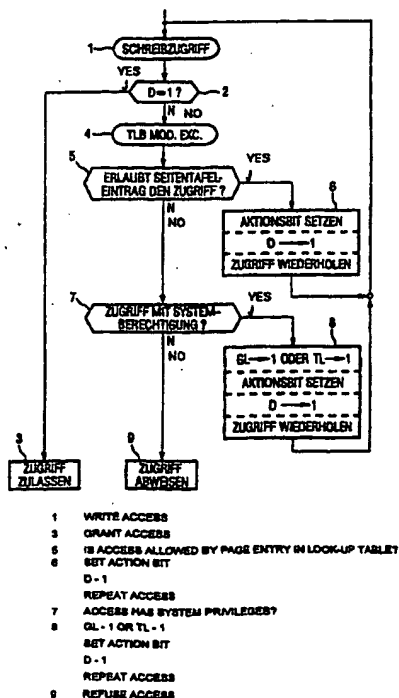 1 SCHREIBZUGRIFF
YES
D=1 ? 2
N NO
4 TLB MOD. EXC.
5 YES
ERLAUBT SEITENTAFEL-
EINTRAG DEN ZUGRIFF ?
N
NO
6
AKTIONSBIT SETZEN
D → 1
ZUGRIFF WIEDERHOLEN
7 YES
ZUGRIFF MIT SYSTEM-
BERECHTIGUNG ?
N
NO
8
GL→1 ODER TL→1
AKTIONSBIT SETZEN
D → 1
ZUGRIFF WIEDERHOLEN
3
ZUGRIFF
ZULASSEN
9
ZUGRIFF
ABWEISEN
1 WRITE ACCESS
3 GRANT ACCESS
5 IS ACCESS ALLOWED BY PAGE ENTRY IN LOOK-UP TABLE?
6 SET ACTION BIT
D - 1
REPEAT ACCESS
7 ACCESS HAS SYSTEM PRIVILEGES?
8 GL - 1 OR TL - 1
SET ACTION BIT
D - 1
REPEAT ACCESS
9 REFUSE ACCESS